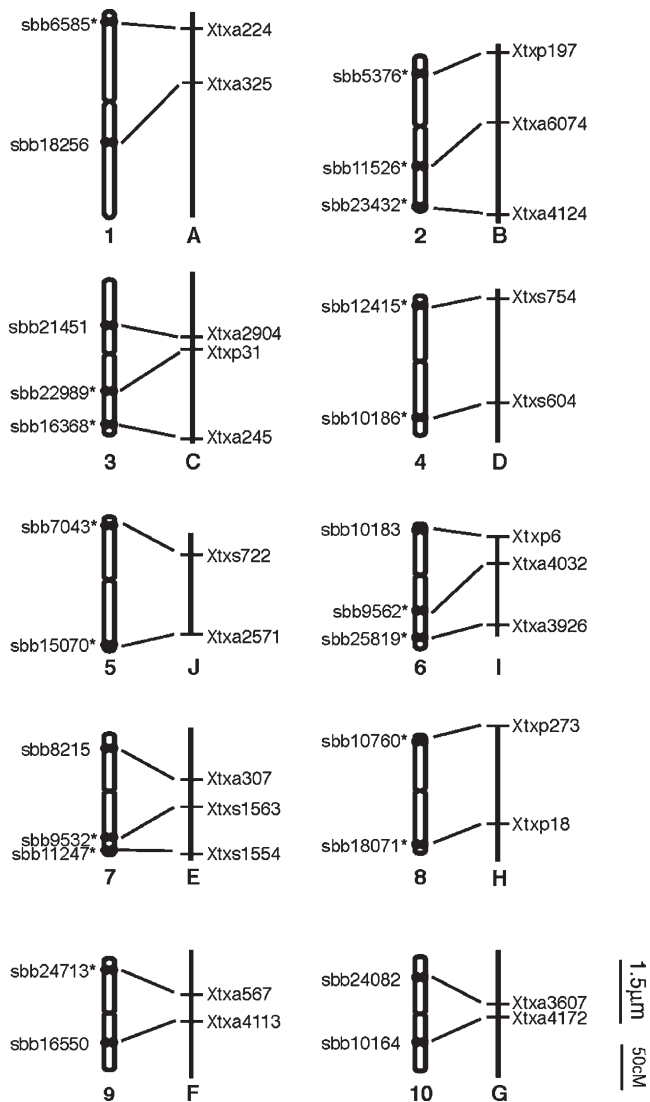 sbb6585*
Xtxa224
Xtxa325
sbb18256
1
A
Xtxp197
sbb5376*
Xtxa6074
sbb11526*
sbb23432*
Xtxa4124
2
B
sbb21451
Xtxa2904
Xtxp31
sbb22989*
sbb16368*
Xtxa245
3
C
Xtxs754
sbb12415*
Xtxs604
sbb10186*
4
D
sbb7043*
Xtxs722
sbb15070*
Xtxa2571
5
J
sbb10183
Xtxp6
Xtxa4032
sbb9562*
sbb25819*
Xtxa3926
6
I
sbb8215
Xtxa307
Xtxs1563
sbb9532*
sbb11247*
Xtxs1554
7
E
Xtxp273
sbb10760*
Xtxp18
sbb18071*
8
H
sbb24713*
Xtxa567
Xtxa4113
sbb16550
9
F
sbb24082
Xtxa3607
Xtxa4172
sbb10164
10
G
1.5μm
50cM